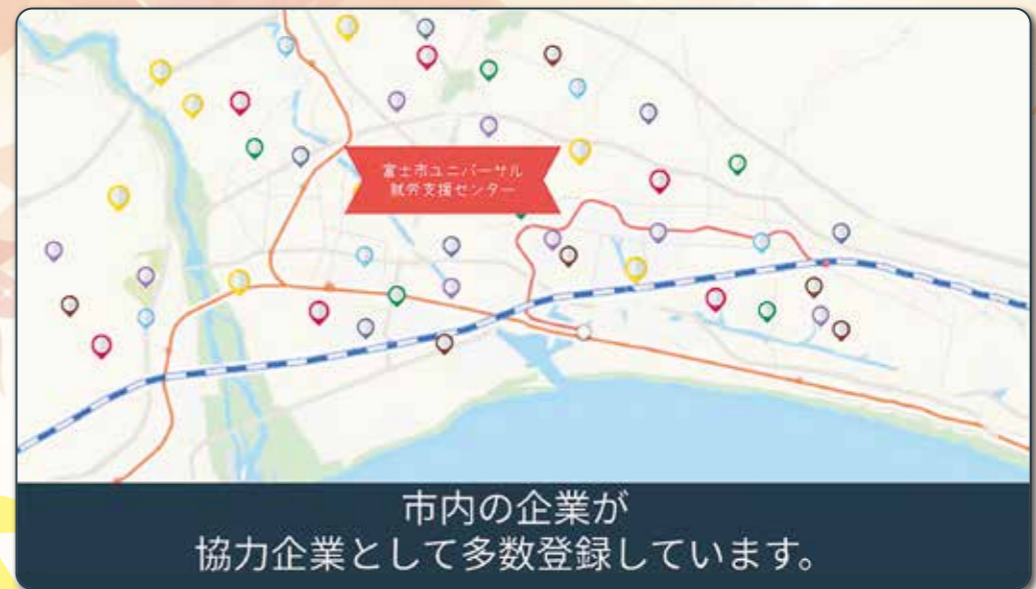 富士市ユニバーサル
就労支援センター
市内の企業が
協力企業として多数登録しています。